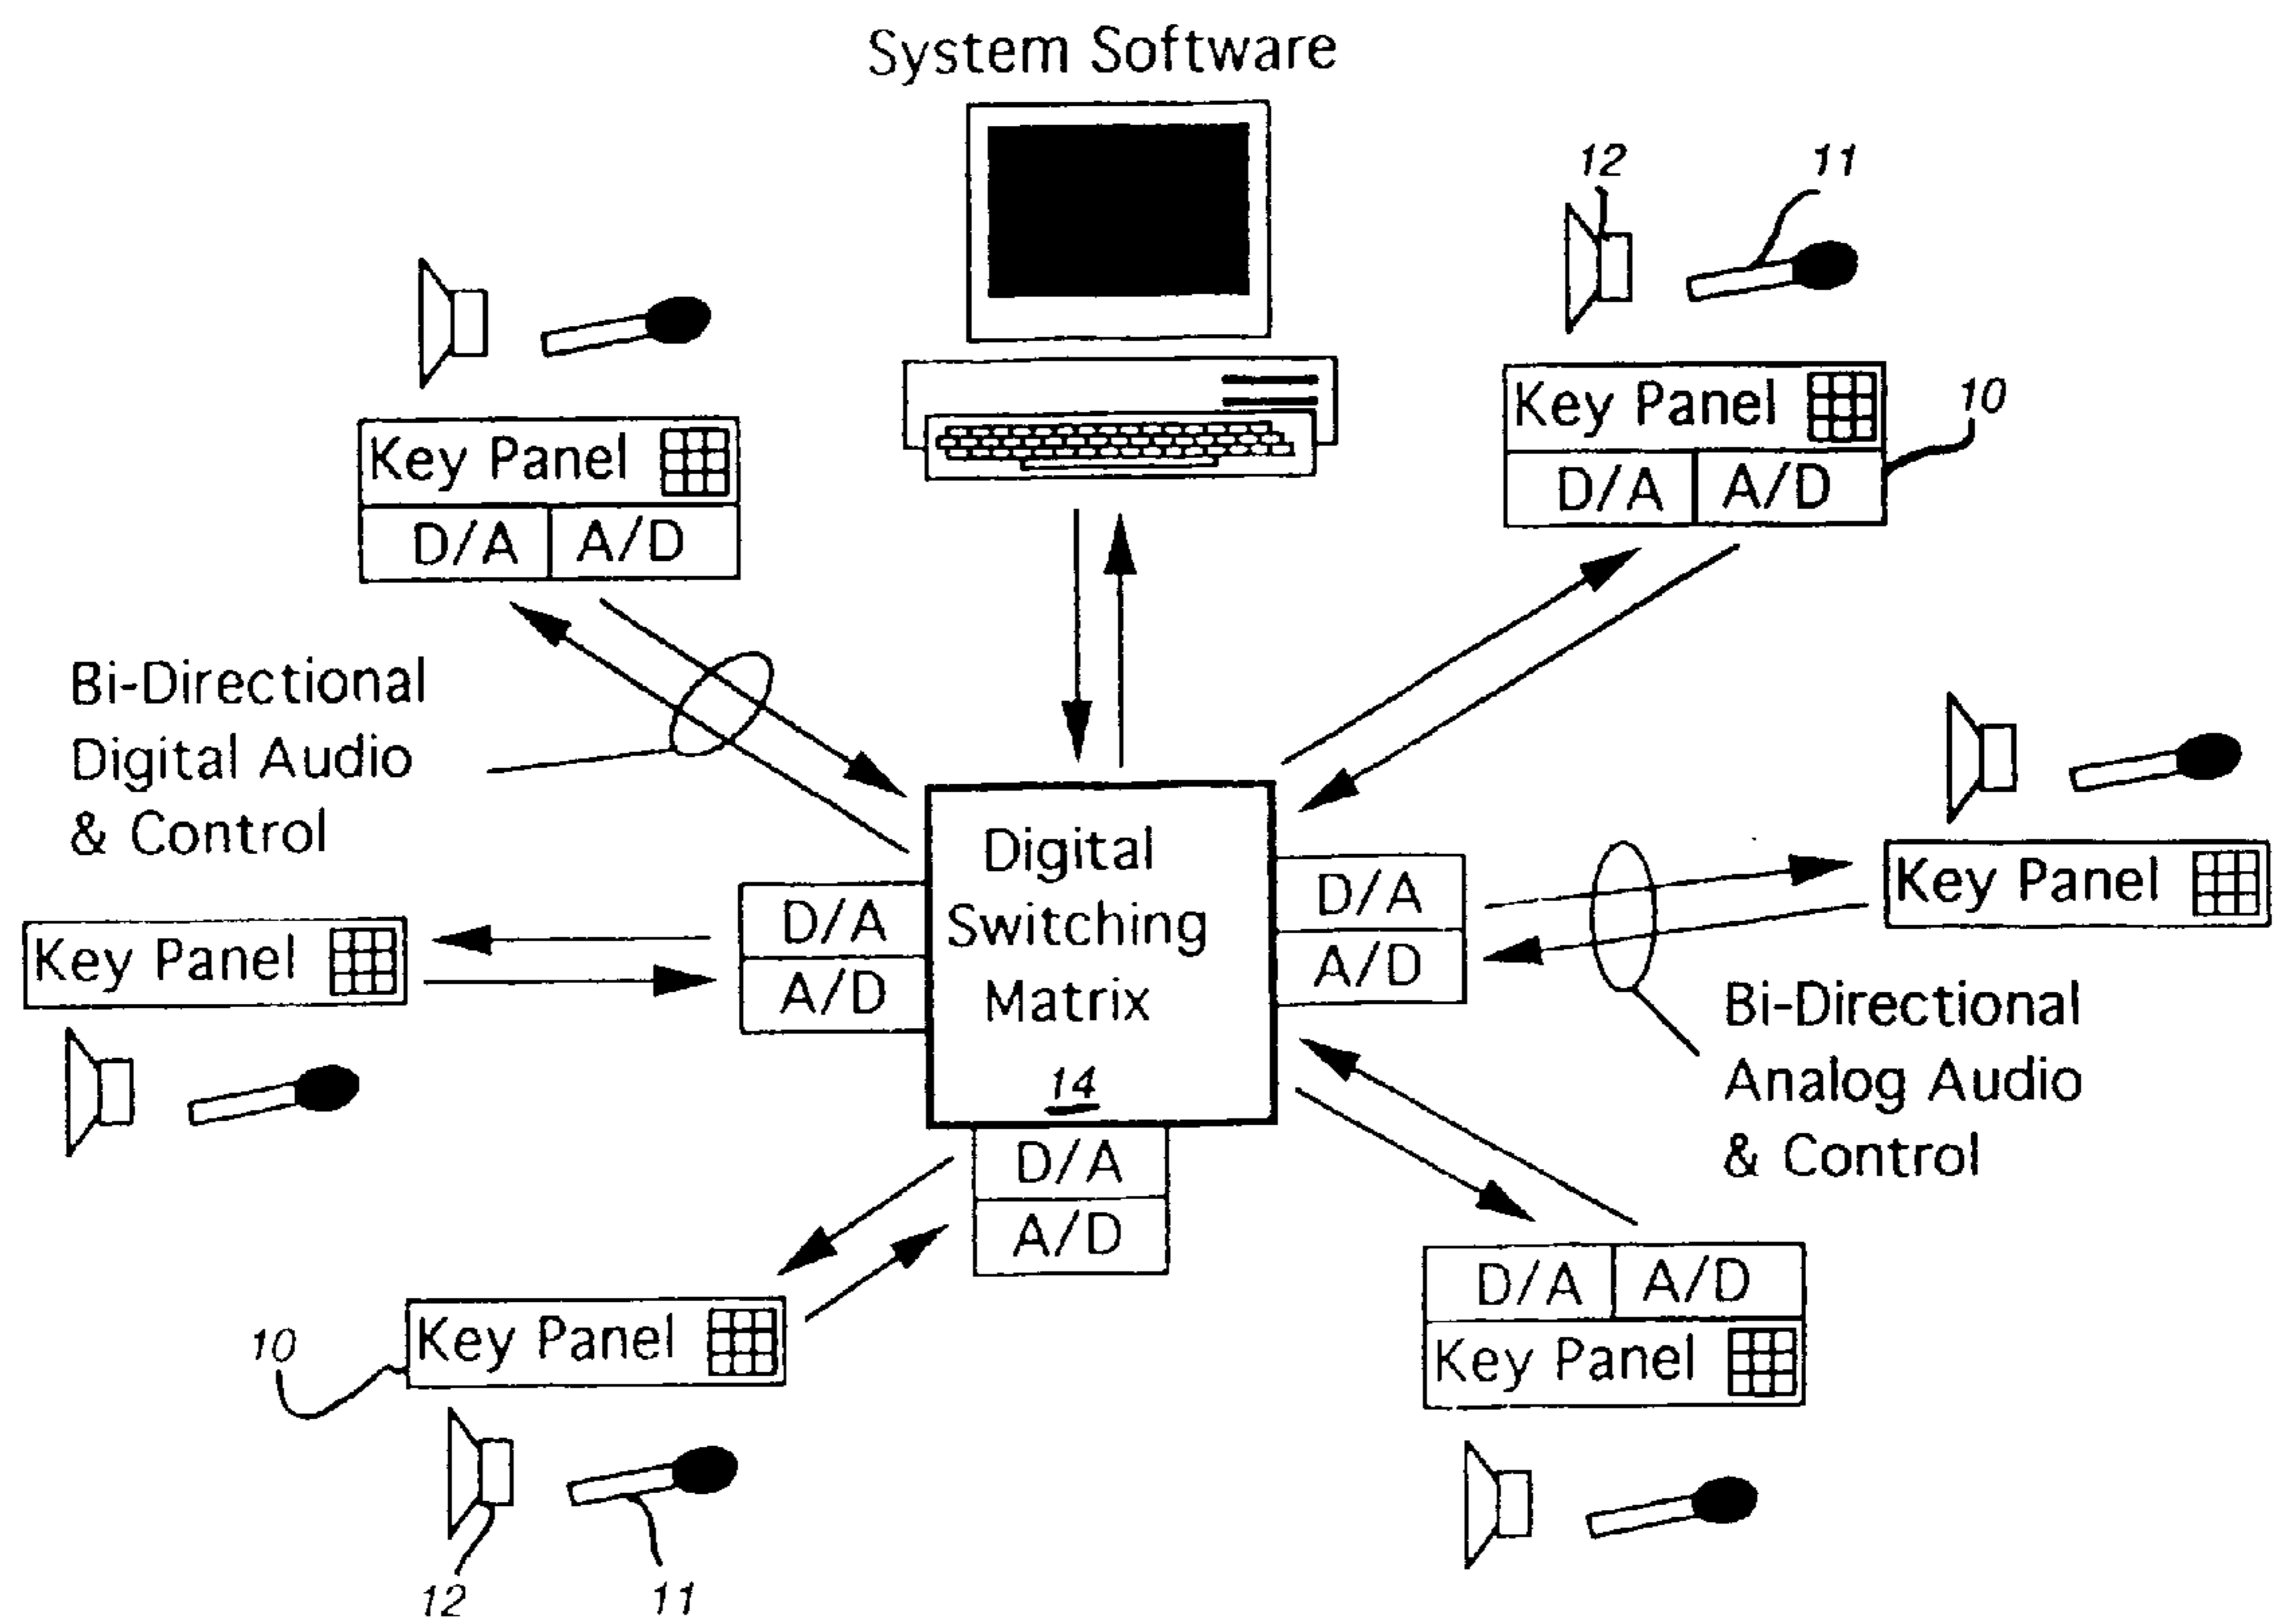 System Software
12
11
Key Panel
D/A
A/D
10
Key Panel
D/A
A/D
Bi-Directional
Digital Audio
& Control
Digital
Switching
Matrix
14
D/A
A/D
D/A
A/D
D/A
A/D
Key Panel
Key Panel
Bi-Directional
Analog Audio
& Control
10
Key Panel
12
11
D/A
A/D
Key Panel